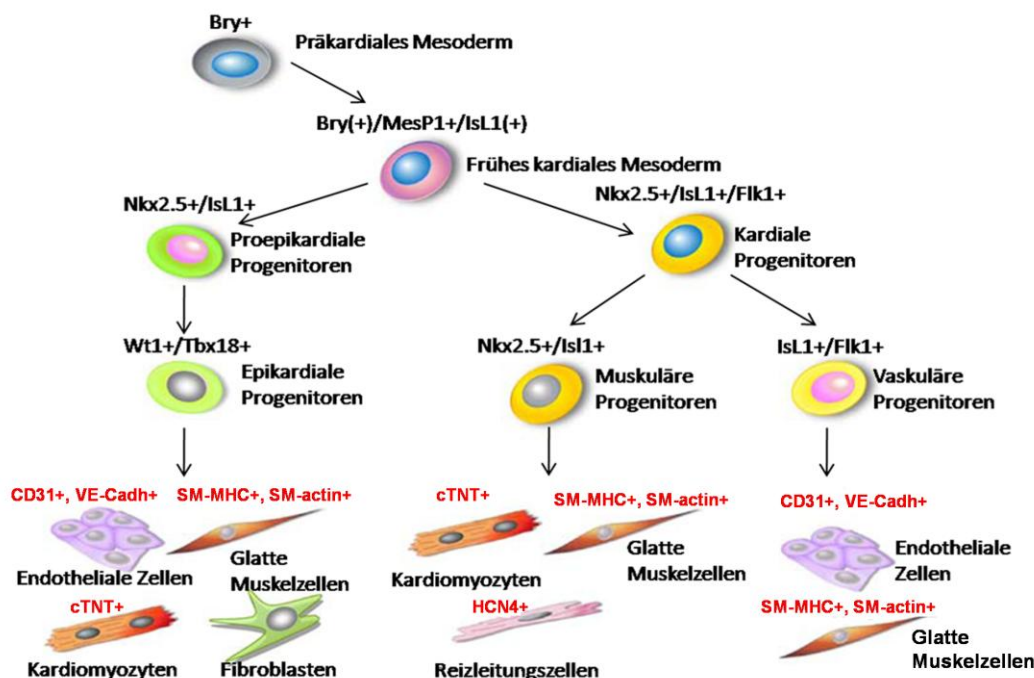 Bry+
Präkardiales Mesoderm
Bry(+)/MesP1+/IsL1(+)
Frühes kardiales Mesoderm
Nkx2.5+/IsL1+
Proepikardiale
Progenitoren
Nkx2.5+/IsL1+/Flk1+
Kardiale
Progenitoren
Wt1+/Tbx18+
Epikardiale
Progenitoren
Nkx2.5+/Isl1+
Muskuläre
Progenitoren
IsL1+/Flk1+
Vaskuläre
Progenitoren
CD31+, VE-Cadh+
Endotheliale Zellen
SM-MHC+, SM-actin+
Glatte
Muskelzellen
cTNT+
Kardiomyozyten
Fibroblasten
cTNT+
Kardiomyozyten
SM-MHC+, SM-actin+
Glatte
Muskelzellen
HCN4+
Reizleitungszellen
CD31+, VE-Cadh+
Endotheliale
Zellen
SM-MHC+, SM-actin+
Glatte
Muskelzellen